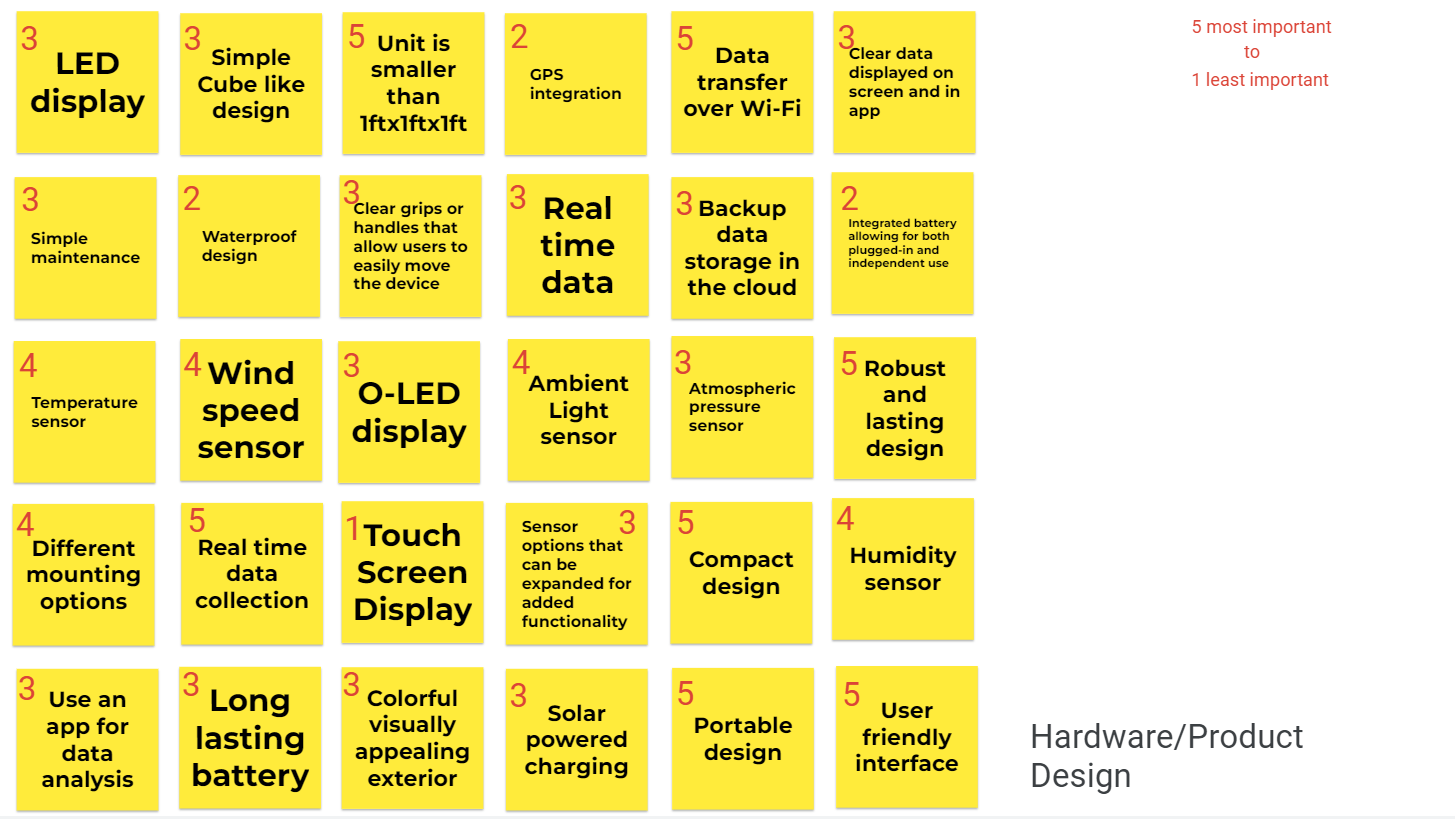 3
LED
display
3
Simple
Cube like
design
5
Unit is
smaller
than
1ftx1ftx1ft
2
GPS
integration
5
Data
transfer
over Wi-Fi
3
Clear data
displayed on
screen and in
app
5 most important
to
1 least important
3
Simple
maintenance
2
Waterproof
design
3
Clear grips or
handles that
allow users to
easily move
the device
3
Real
time
data
3
Backup
data
storage in
the cloud
2
Integrated battery
allowing for both
plugged-in and
independent use
4
Temperature
sensor
4
Wind
speed
sensor
3
O-LED
display
4
Ambient
Light
sensor
3
Atmospheric
pressure
sensor
5
Robust
and
lasting
design
4
Different
mounting
options
5
Real time
data
collection
1
Touch
Screen
Display
3
Sensor
options that
can be
expanded for
added
functionality
5
Compact
design
4
Humidity
sensor
3
Use an
app for
data
analysis
3
Long
lasting
battery
3
Colorful
visually
appealing
exterior
3
Solar
powered
charging
5
Portable
design
5
User
friendly
interface
Hardware/Product
Design